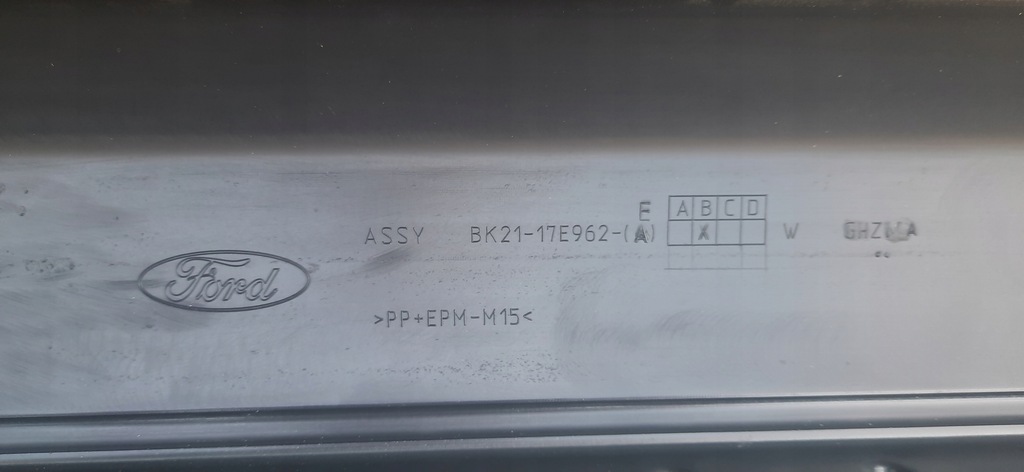 E A B C D
ASSY BK21-17E962-(A) X W
Ford
>PP+EPM-M15<